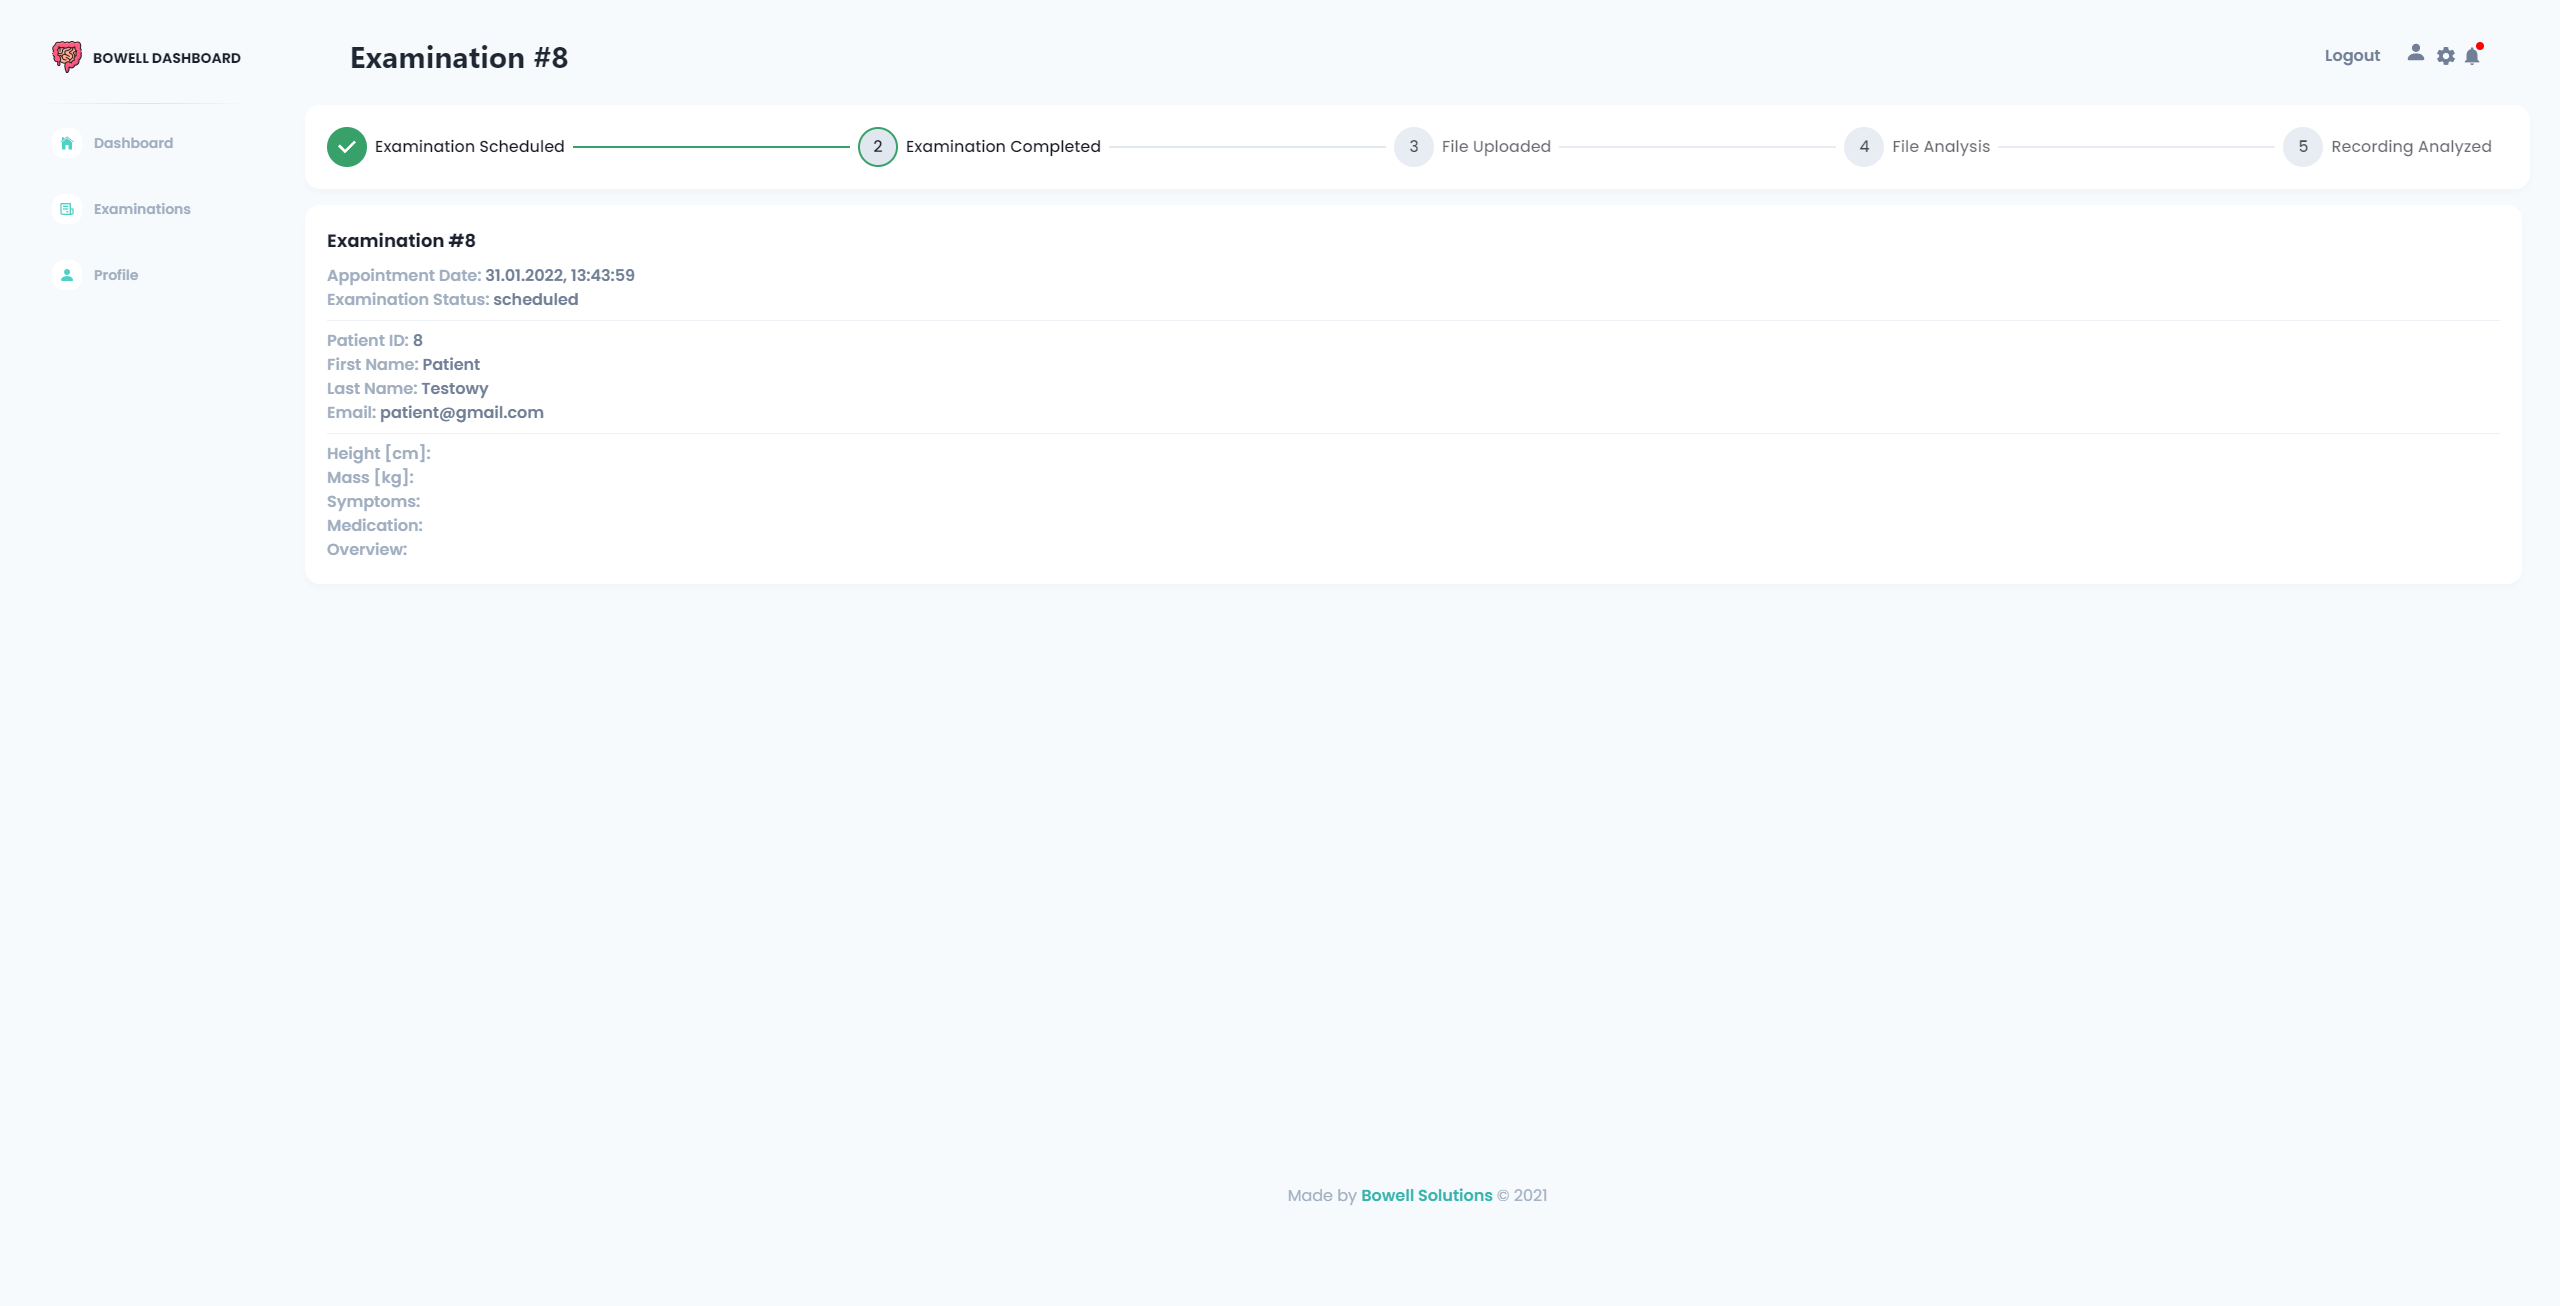 BOWELL DASHBOARD
Examination #8
Logout
Dashboard
Examinations
Profile
Examination Scheduled
2 Examination Completed
3 File Uploaded
4 File Analysis
5 Recording Analyzed
Examination #8
Appointment Date: 31.01.2022, 13:43:59
Examination Status: scheduled
Patient ID: 8
First Name: Patient
Last Name: Testowy
Email: patient@gmail.com
Height [cm]:
Mass [kg]:
Symptoms:
Medication:
Overview:
Made by Bowell Solutions © 2021